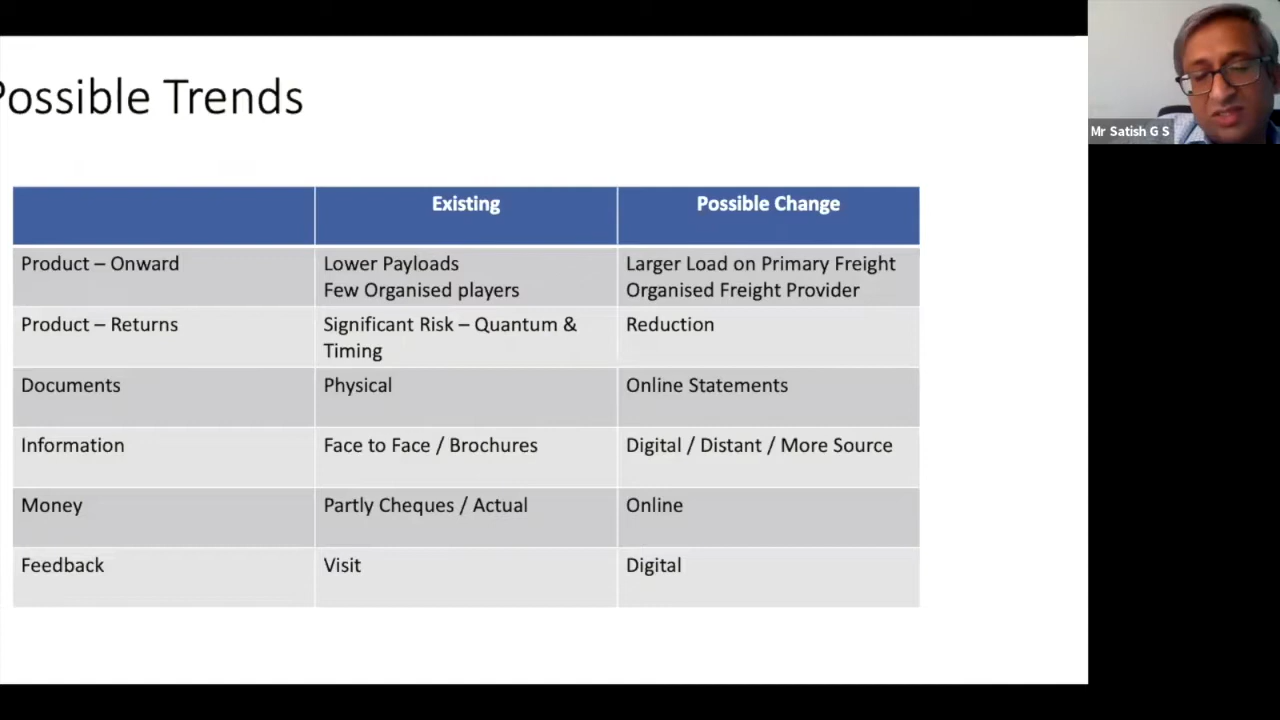 Possible Trends
Existing
Possible Change
Product – Onward
Lower Payloads
Few Organised players
Larger Load on Primary Freight
Organised Freight Provider
Product – Returns
Significant Risk – Quantum &
Timing
Reduction
Documents
Physical
Online Statements
Information
Face to Face / Brochures
Digital / Distant / More Source
Money
Partly Cheques / Actual
Online
Feedback
Visit
Digital
Mr Satish G S